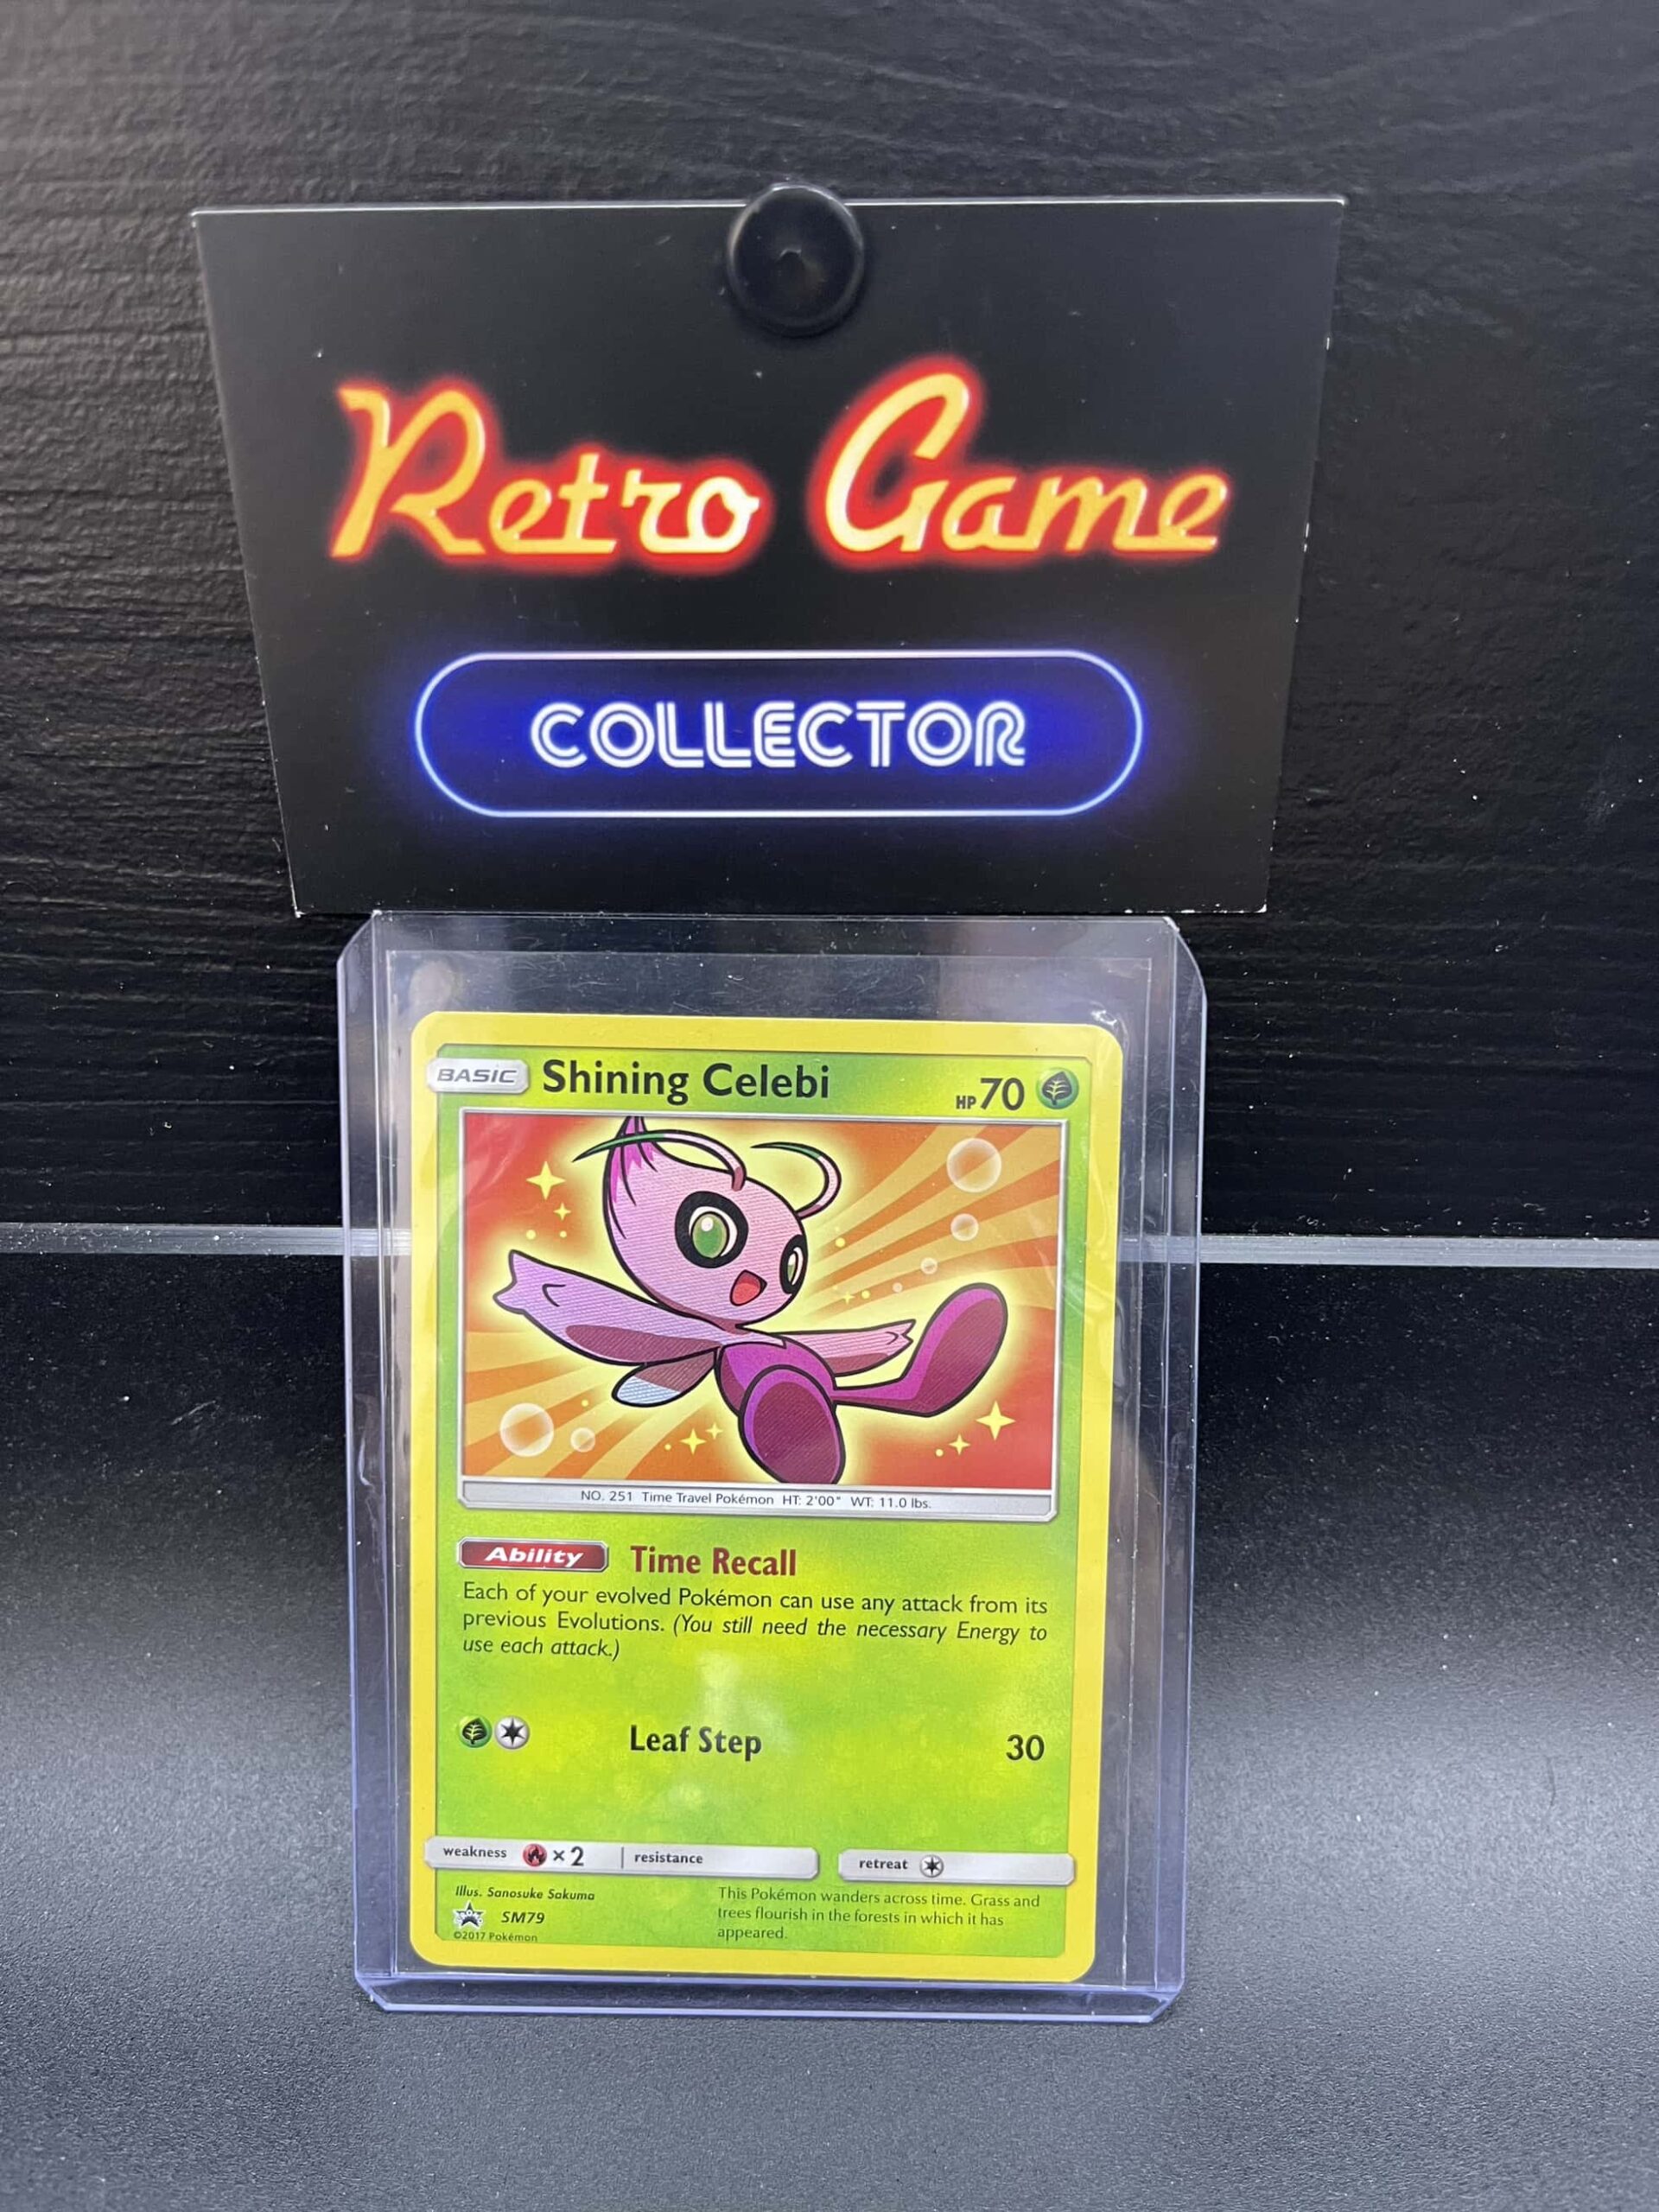 Retro Game
COLLECTOR
BASIC Shining Celebi HP 70
NO. 251 Time Travel Pokémon HT: 2'00" WT: 11.0 lbs.
Ability Time Recall
Each of your evolved Pokémon can use any attack from its
previous Evolutions. (You still need the necessary Energy to
use each attack.)
Leaf Step 30
weakness ×2 resistance retreat
Illus. Sanosuke Sakuma
SM79
©2017 Pokémon
This Pokémon wanders across time. Grass and
trees flourish in the forests in which it has
appeared.